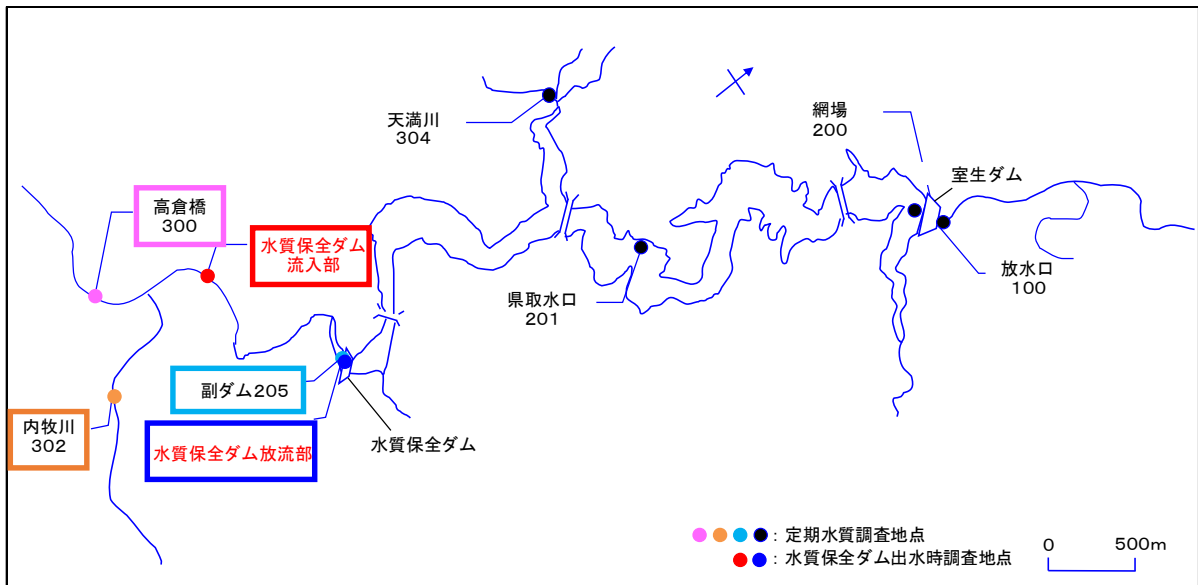 天満川
304
網場
200
室生ダム
高倉橋
300
水質保全ダム
流入部
放水口
100
県取水口
201
副ダム205
内牧川
302
水質保全ダム放流部
水質保全ダム
：定期水質調査地点
：水質保全ダム出水時調査地点
0 500m